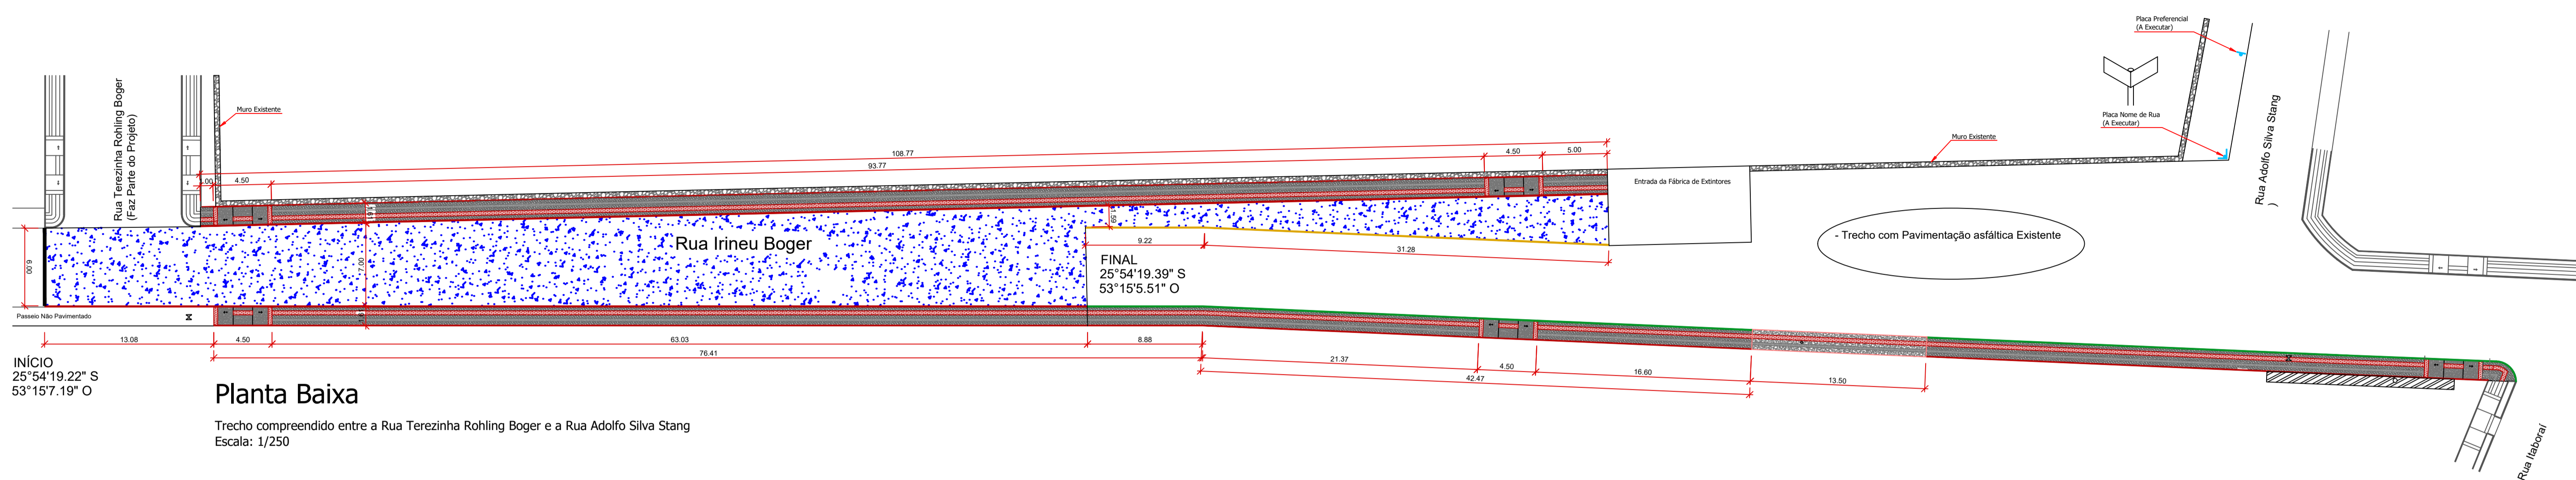 Placa Preferencial
(A Executar)
Rua Terezinha Rohling Boger
(Faz Parte do Projeto)
Muro Existente
Placa Nome de Rua
(A Executar)
Rua Adolfo Silva Stang
)
Muro Existente
108.77
93.77
4.50
5.00
4.50
Entrada da Fábrica de Extintores
1.59
Rua Irineu Boger
7.00
6.00
9.22
31.28
- Trecho com Pavimentação asfáltica Existente
FINAL
25°54'19.39" S
53°15'5.51" O
Passeio Não Pavimentado
13.08
4.50
63.03
8.88
76.41
21.37
4.50
16.60
42.47
13.50
INÍCIO
25°54'19.22" S
53°15'7.19" O
Planta Baixa
Trecho compreendido entre a Rua Terezinha Rohling Boger e a Rua Adolfo Silva Stang
Escala: 1/250
Rua Itaboraí